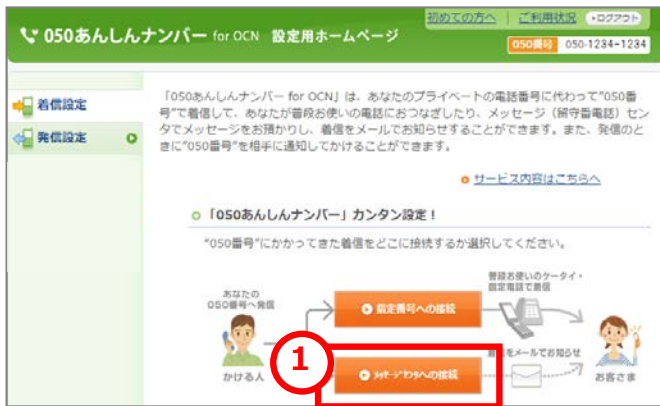 初めての方へ | ご利用状況 ログアウト
050あんしんナンバー for OCN 設定用ホームページ
050番号 050-1234-1234
着信設定
発信設定
「050あんしんナンバー for OCN」は、あなたのプライベートの電話番号に代わって"050番
号"で着信して、あなたが普段お使いの電話におつなぎしたり、メッセージ（留守番電話）セン
タでメッセージをお預かりし、着信をメールでお知らせすることができます。また、発信のと
きに"050番号"を相手に通知してかけることができます。
サービス内容はこちらへ
「050あんしんナンバー」カンタン設定！
"050番号"にかかってきた着信をどこに接続するか選択してください。
普段お使いのケータイ・
固定電話で着信
あなたの
050番号へ発信
指定番号への接続
1
をメールでお知らせ
かける人
メッセージセンタへの接続
お客さま